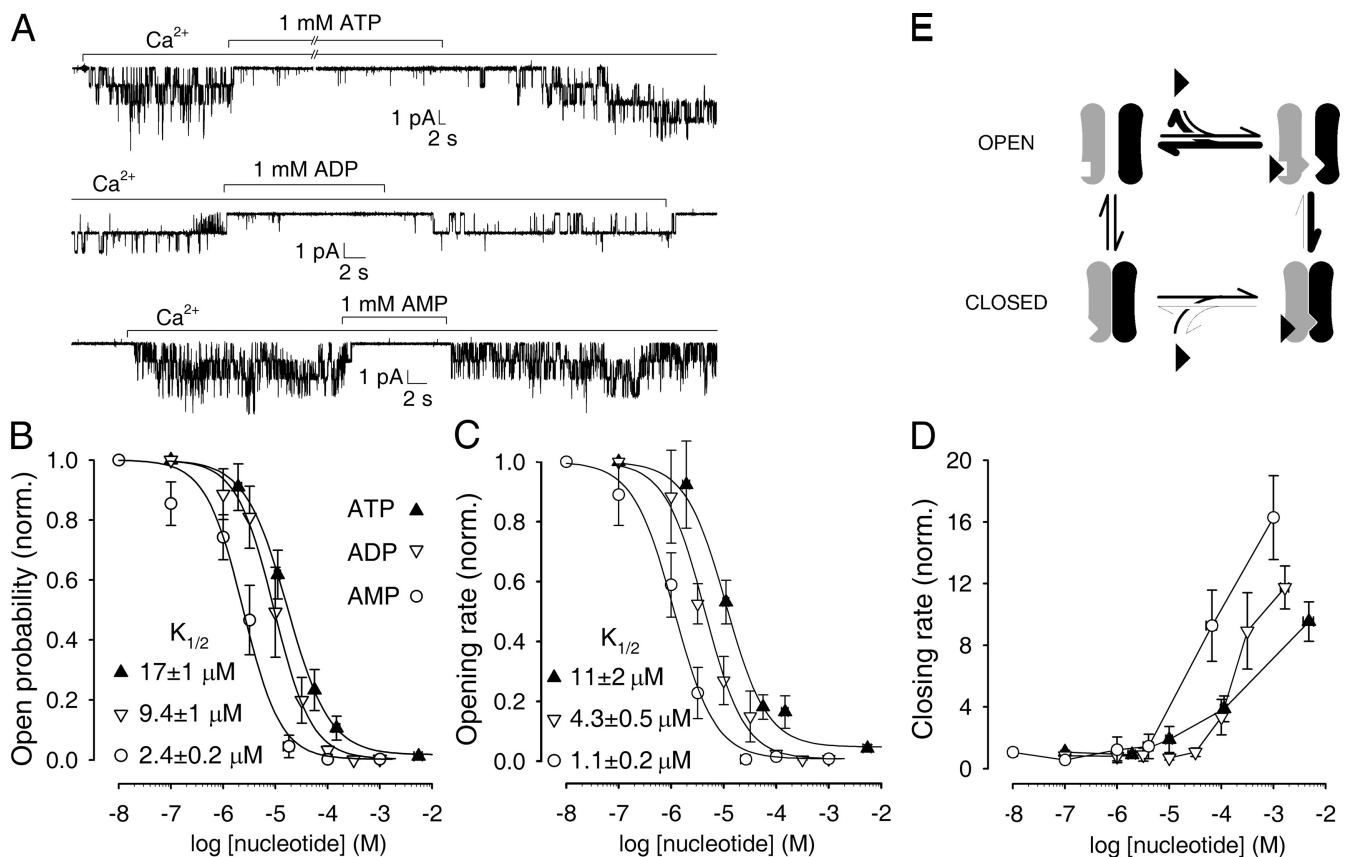 A
1 mM ATP
Ca2+
1 pA
2 s
1 mM ADP
Ca2+
1 pA
2 s
1 mM AMP
Ca2+
1 pA
2 s
E
OPEN
CLOSED
B
Open probability (norm.)
1.0
0.8
0.6
0.4
0.2
0.0
ATP
ADP
AMP
K1/2
17±1 μM
9.4±1 μM
2.4±0.2 μM
-8 -7 -6 -5 -4 -3 -2
log [nucleotide] (M)
C
Opening rate (norm.)
1.0
0.8
0.6
0.4
0.2
0.0
K1/2
11±2 μM
4.3±0.5 μM
1.1±0.2 μM
-8 -7 -6 -5 -4 -3 -2
log [nucleotide] (M)
D
Closing rate (norm.)
20
16
12
8
4
0
-8 -7 -6 -5 -4 -3 -2
log [nucleotide] (M)